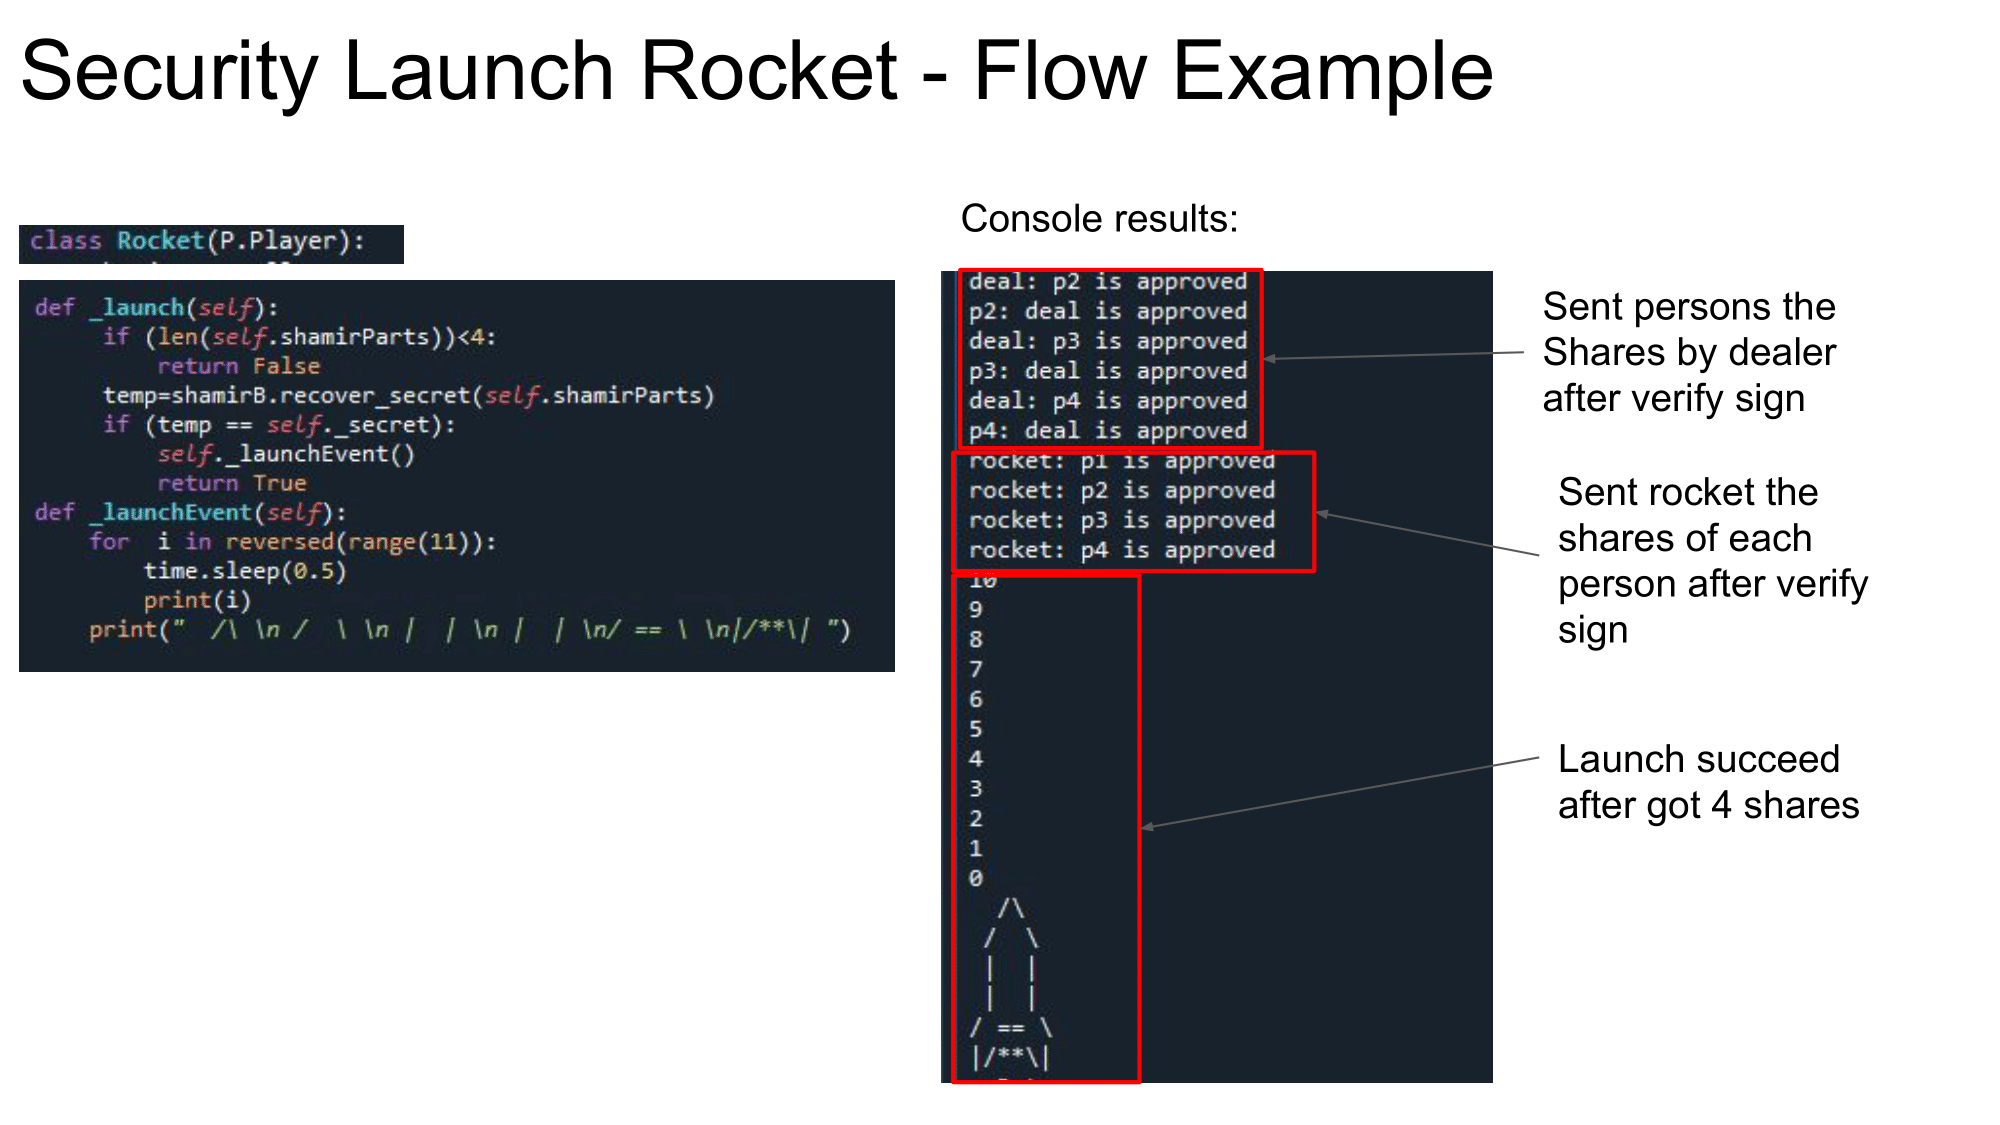 Security Launch Rocket - Flow Example
class Rocket(P.Player):
def _launch(self):
if (len(self.shamirParts))<4:
return False
temp=shamirB.recover_secret(self.shamirParts)
if (temp == self._secret):
self._launchEvent()
return True
def _launchEvent(self):
for  i in reversed(range(11)):
time.sleep(0.5)
print(i)
print("  /\ \n /  \ \n |  | \n |  | \n/ == \ \n|/**\| ")
Console results:
deal: p2 is approved
p2: deal is approved
deal: p3 is approved
p3: deal is approved
deal: p4 is approved
p4: deal is approved
rocket: p1 is approved
rocket: p2 is approved
rocket: p3 is approved
rocket: p4 is approved
10
9
8
7
6
5
4
3
2
1
0
/\
/  \
|  |
|  |
/ == \
|/**\|
Sent persons the
Shares by dealer
after verify sign
Sent rocket the
shares of each
person after verify
sign
Launch succeed
after got 4 shares